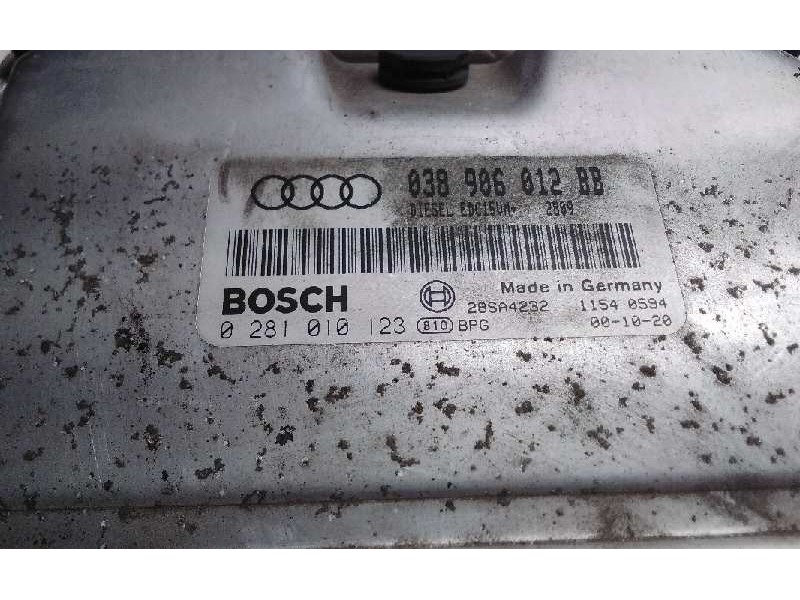 038 906 012 BB
DIESEL EDC15VM+ 2809
BOSCH
Made in Germany
28SA4232 1154 0594
0 281 010 123 810 BPG 00-10-20